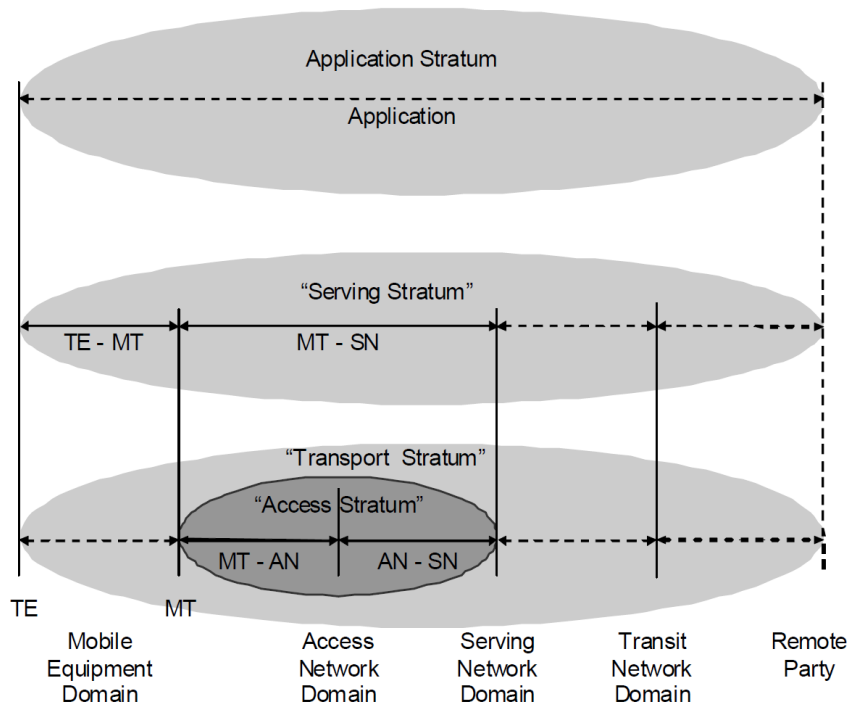 Application Stratum
Application
“Serving Stratum”
TE - MT
MT - SN
“Transport Stratum”
“Access Stratum”
MT - AN
AN - SN
TE
MT
Mobile
Equipment
Domain
Access
Network
Domain
Serving
Network
Domain
Transit
Network
Domain
Remote
Party